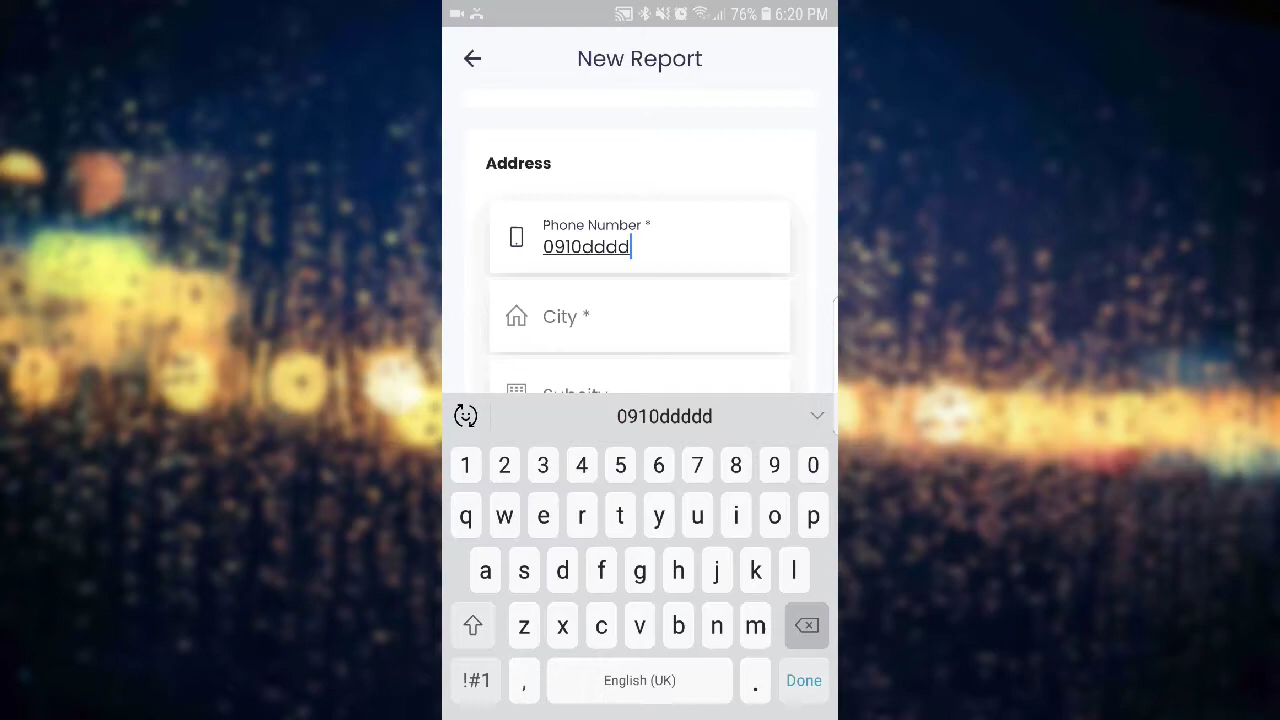 76% 6:20 PM
New Report
Address
Phone Number *
0910dddd
City *
Subcity
0910ddddd
1 2 3 4 5 6 7 8 9 0
q w e r t y u i o p
a s d f g h j k l
z x c v b n m
!#1 , English (UK) . Done